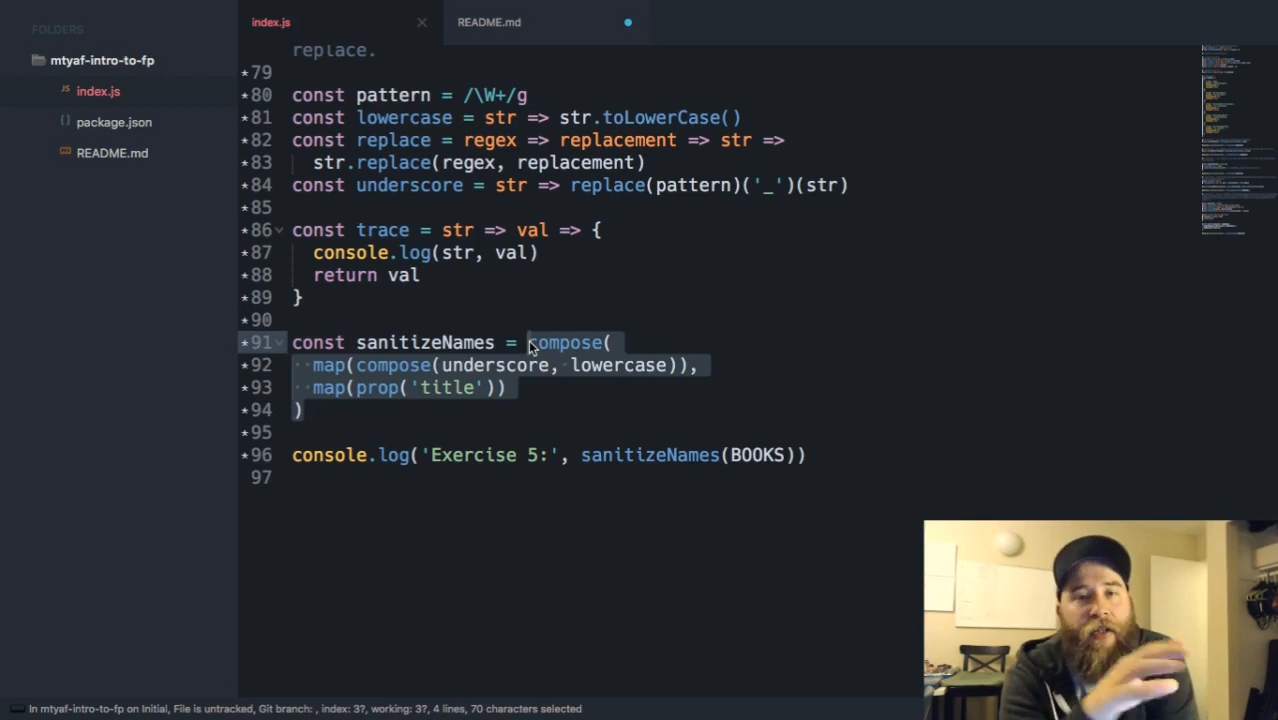 FOLDERS
mtyaf-intro-to-fp
JS index.js
{} package.json
README.md
index.js ×
README.md
replace.
*79
*80 const pattern = /\W+/g
*81 const lowercase = str => str.toLowerCase()
*82 const replace = regex => replacement => str =>
*83 str.replace(regex, replacement)
*84 const underscore = str => replace(pattern)('_')(str)
*85
*86 const trace = str => val => {
*87 console.log(str, val)
*88 return val
*89 }
*90
*91 const sanitizeNames = compose(
*92 map(compose(underscore, lowercase)),
*93 map(prop('title'))
*94 )
*95
*96 console.log('Exercise 5:', sanitizeNames(BOOKS))
97
In mtyaf-intro-to-fp on Initial, File is untracked, Git branch: , index: 3?, working: 3?, 4 lines, 70 characters selected